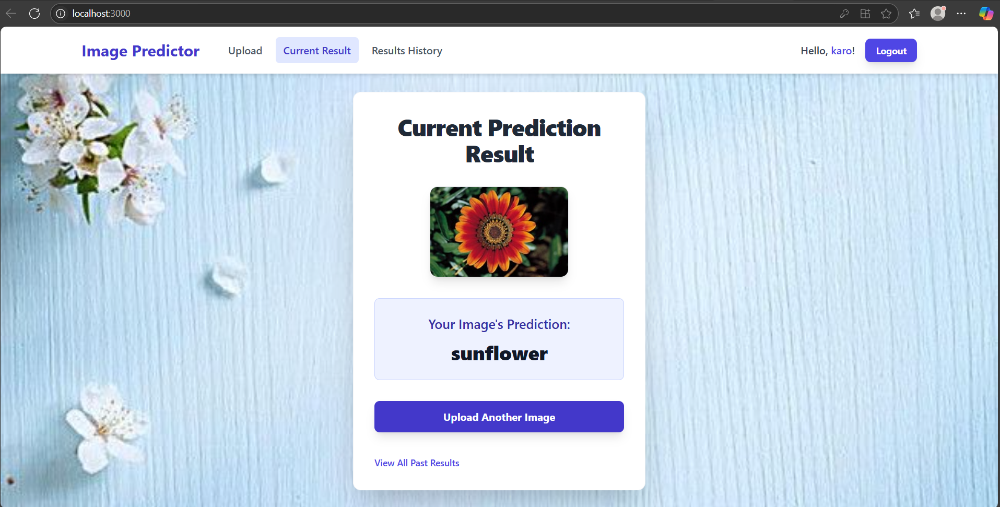 localhost:3000
Image Predictor Upload Current Result Results History Hello, karo! Logout
Current Prediction
Result
Your Image's Prediction:
sunflower
Upload Another Image
View All Past Results